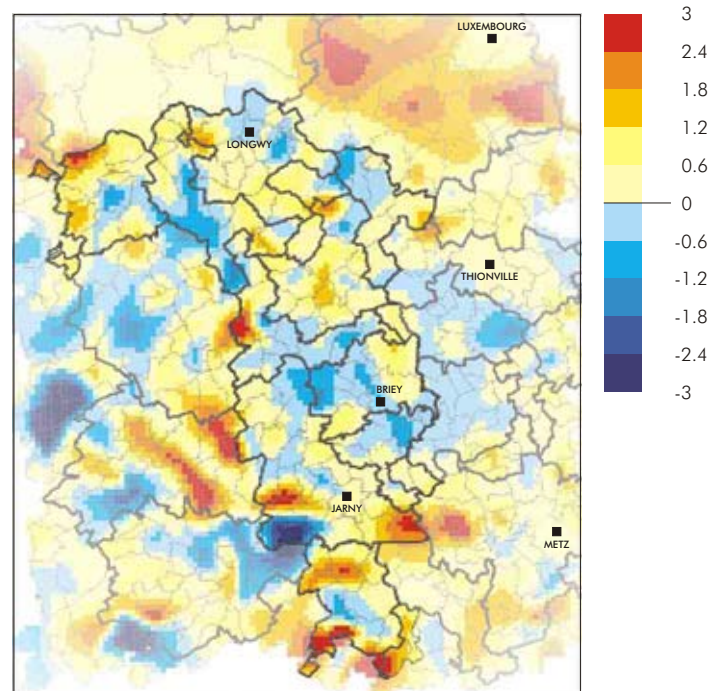 LUXEMBOURG
LONGWY
THIONVILLE
BRIEY
JARNY
METZ
3
2.4
1.8
1.2
0.6
0
-0.6
-1.2
-1.8
-2.4
-3